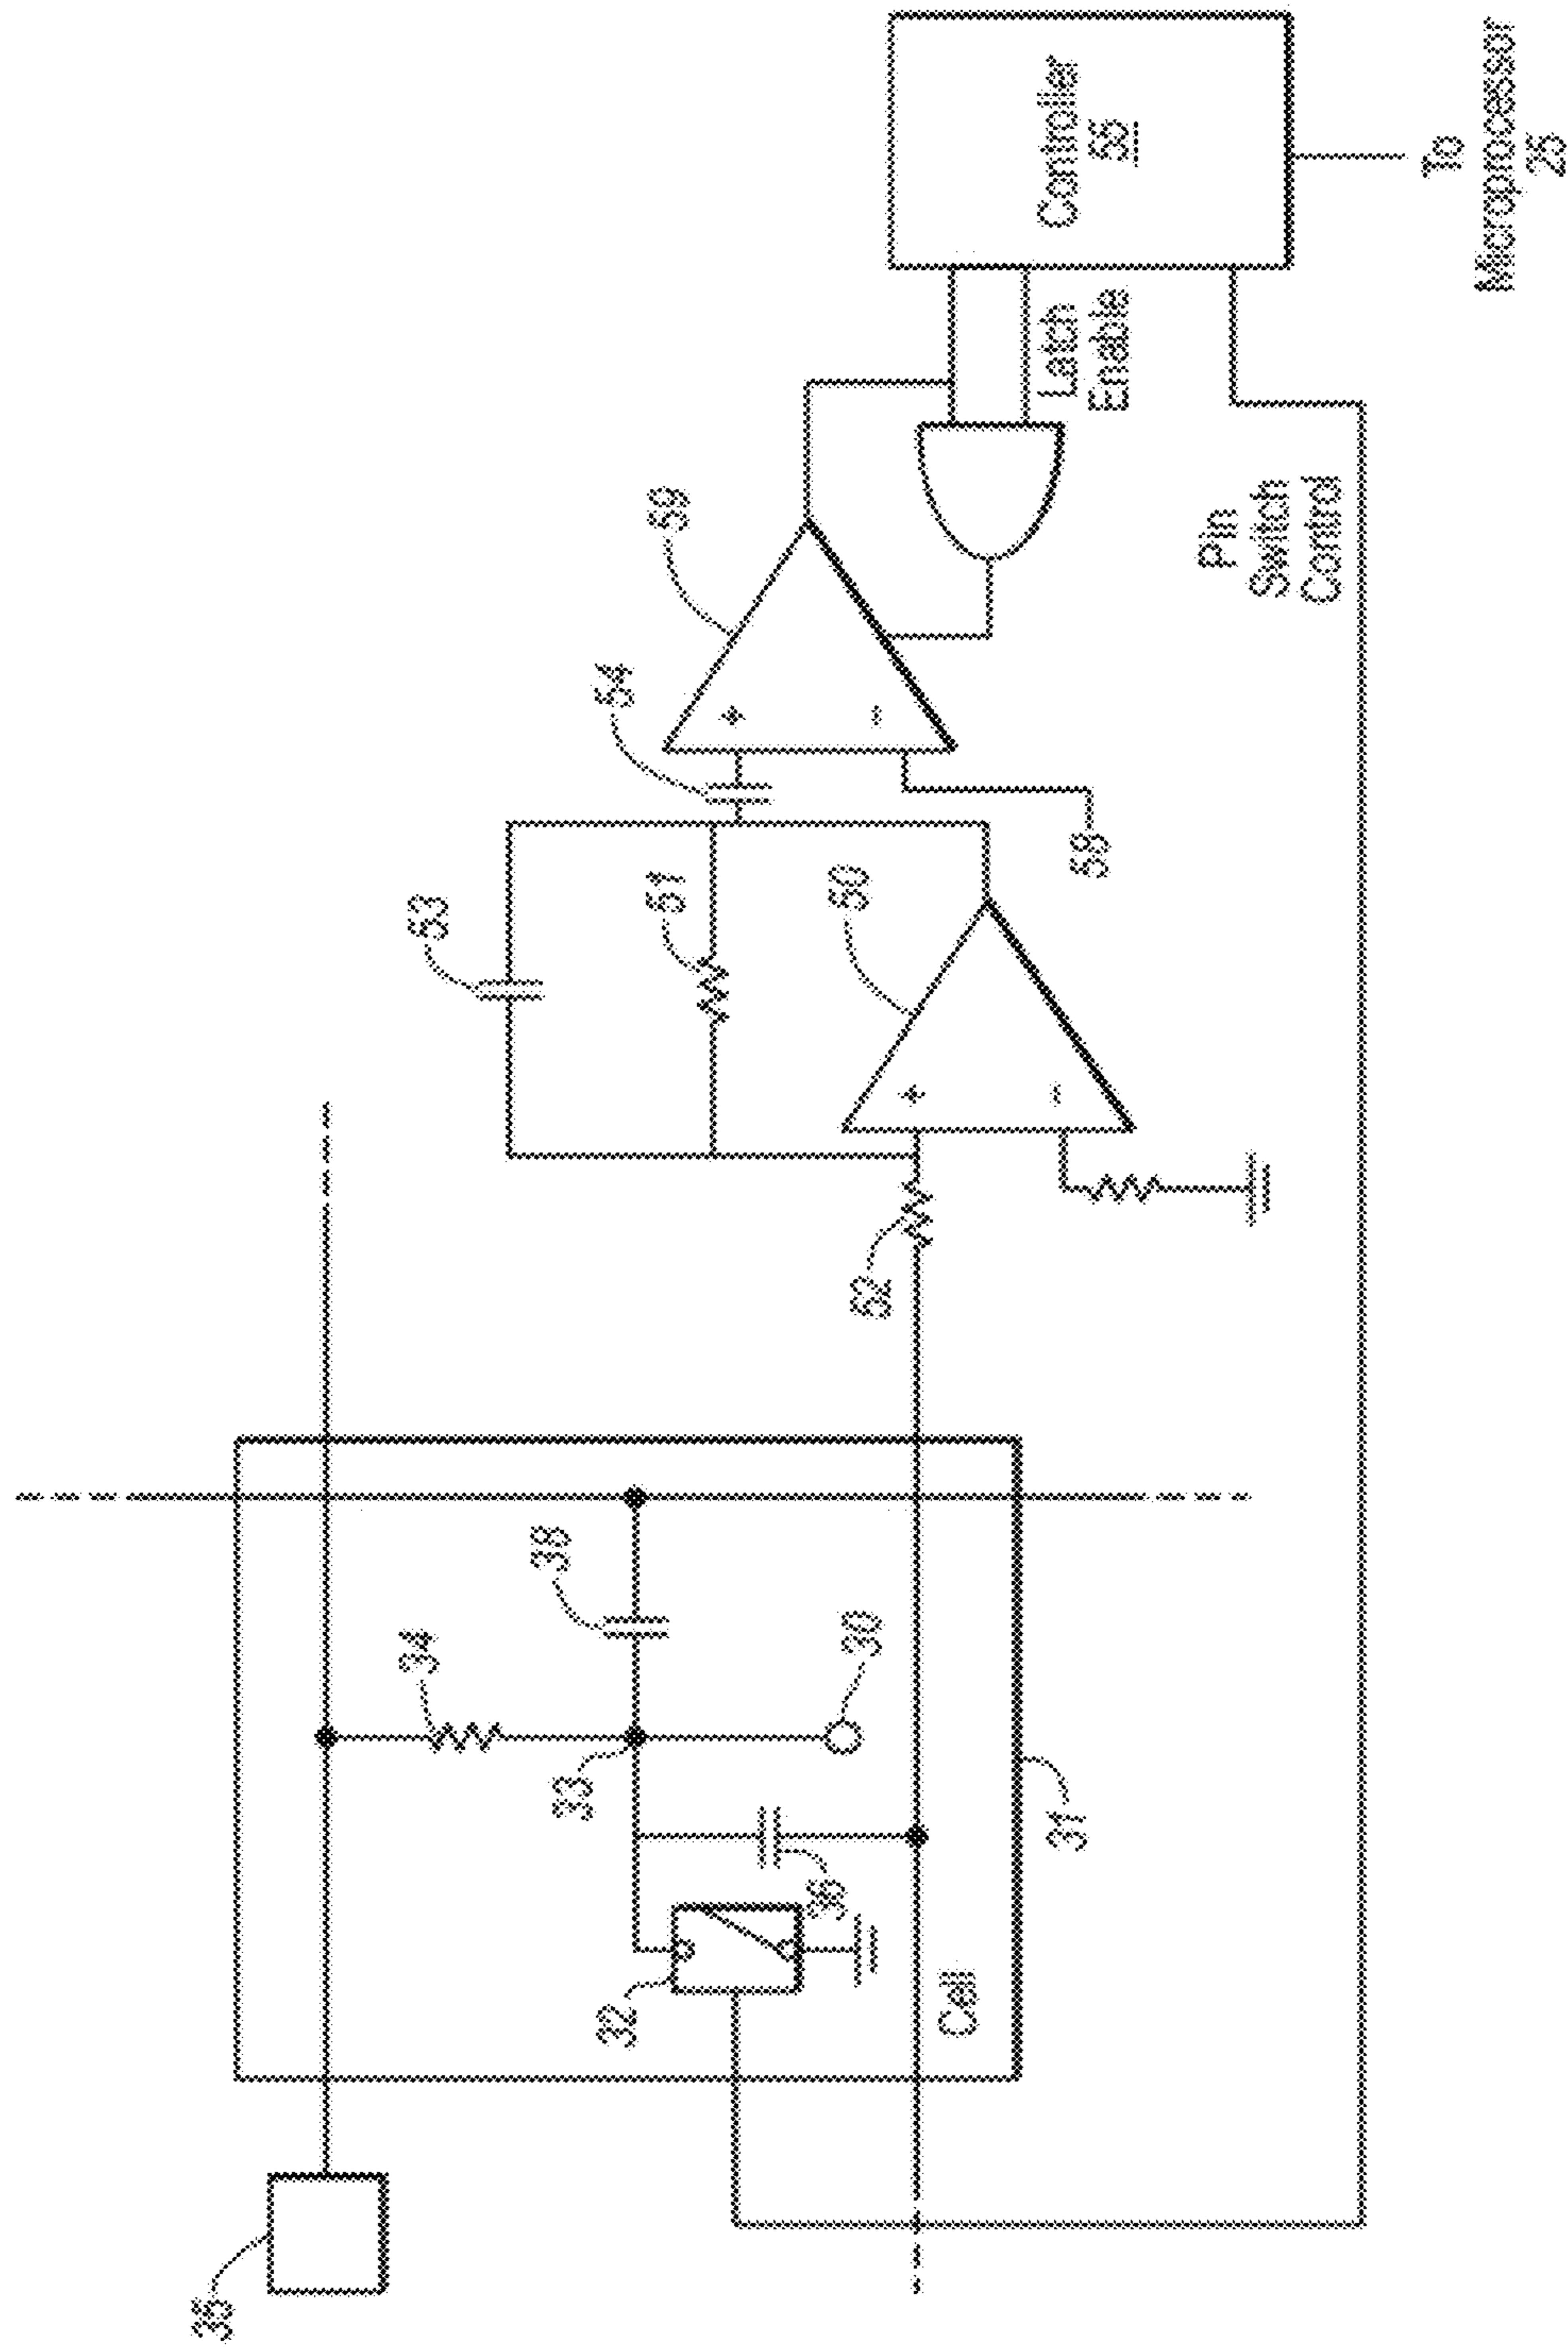 35
34
53
38
33
54
32
51
59
36
30
50
52
Cell
31
58
Controller
55
Latch
Enable
Pin
Switch
Control
To
Microprocessor
25